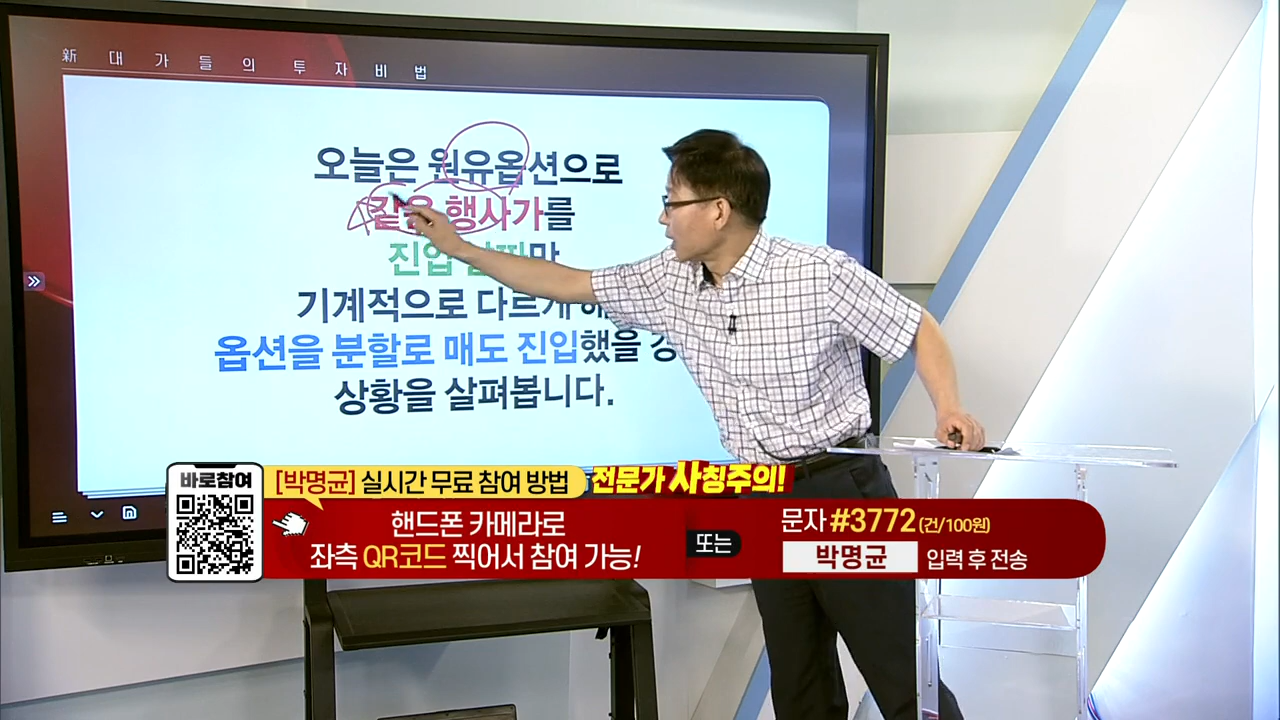 新 대 가 들 의 투 자 비 법
오늘은 원유옵션으로
같은 행사가를
진입
기계적으로 다르게
옵션을 분할로 매도 진입했을
상황을 살펴봅니다.
바로참여
[박명균] 실시간 무료 참여 방법
전문가 사칭주의!
핸드폰 카메라로
좌측 QR코드 찍어서 참여 가능!
또는
문자 #3772 (건/100원)
박명균 입력 후 전송